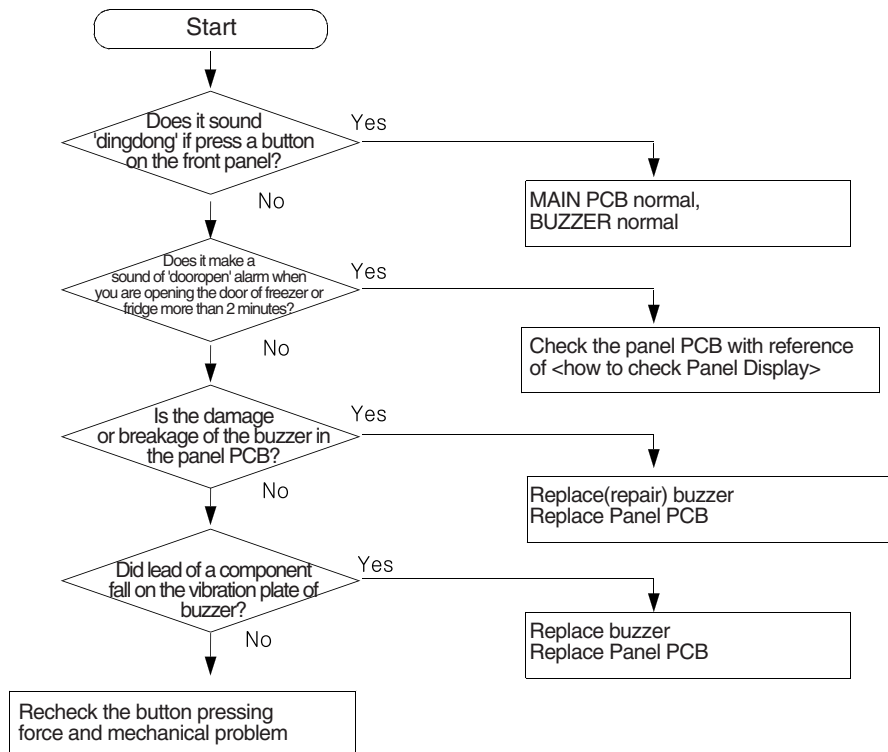 Start
Does it sound
'dingdong' if press a button
on the front panel?
Yes
MAIN PCB normal,
BUZZER normal
No
Does it make a
sound of 'dooropen' alarm when
you are opening the door of freezer or
fridge more than 2 minutes?
Yes
Check the panel PCB with reference
of <how to check Panel Display>
No
Is the damage
or breakage of the buzzer in
the panel PCB?
Yes
Replace(repair) buzzer
Replace Panel PCB
No
Did lead of a component
fall on the vibration plate of
buzzer?
Yes
Replace buzzer
Replace Panel PCB
No
Recheck the button pressing
force and mechanical problem